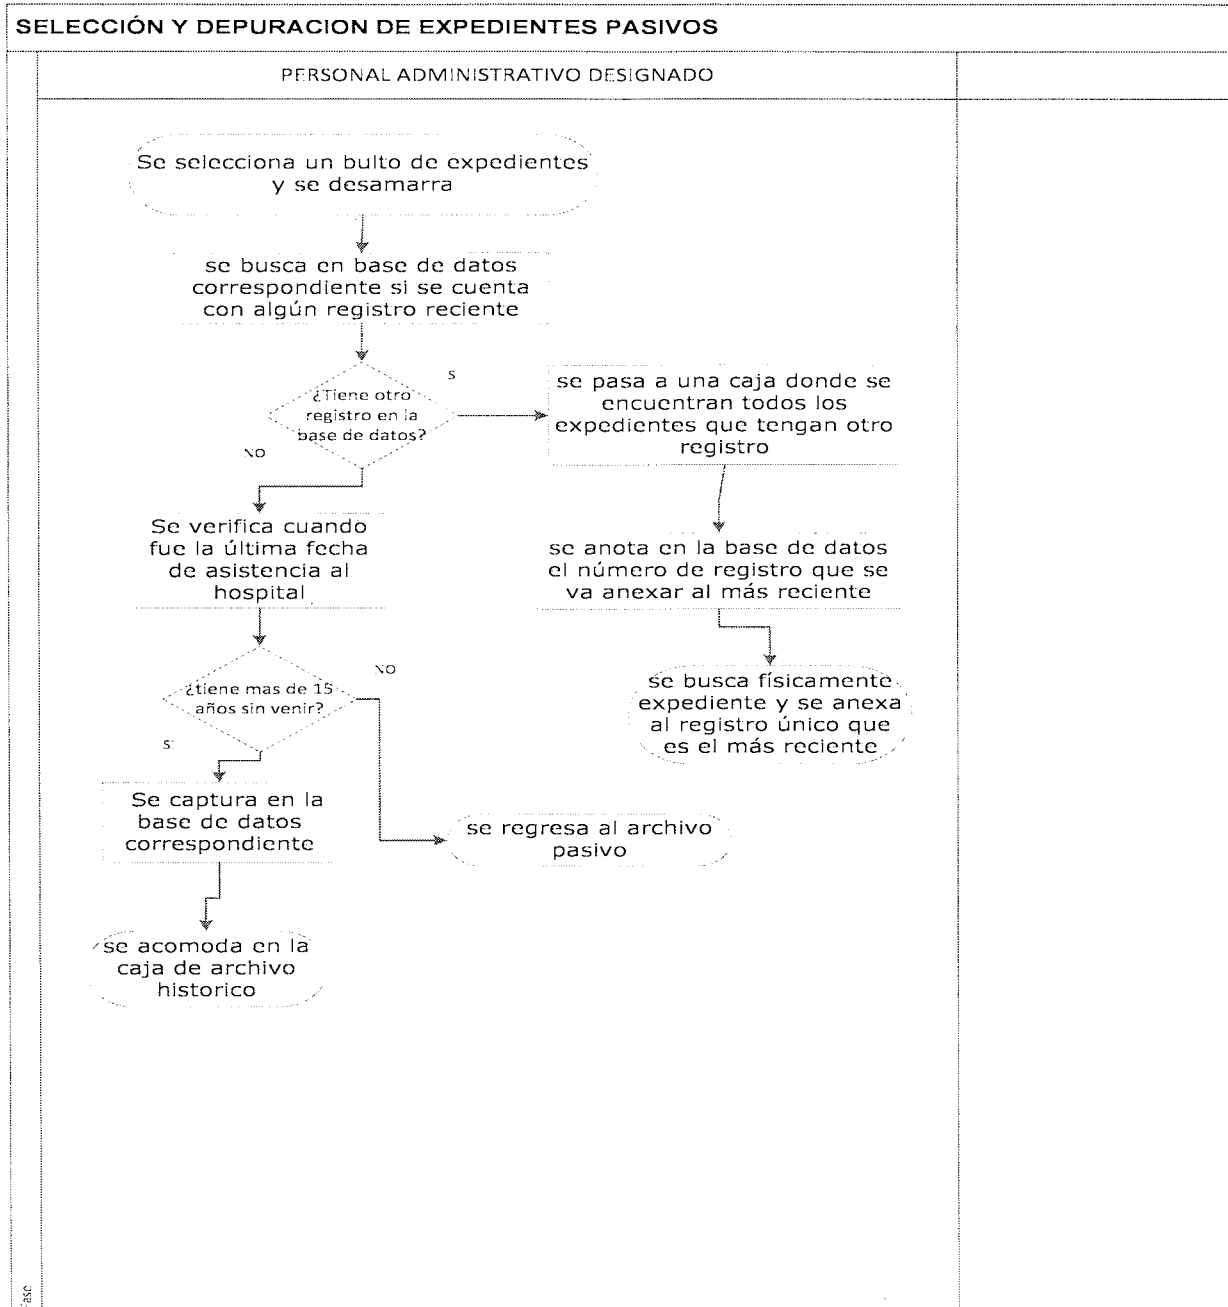 SELECCIÓN Y DEPURACION DE EXPEDIENTES PASIVOS
PERSONAL ADMINISTRATIVO DESIGNADO
Se selecciona un bulto de expedientes
y se desamarra
se busca en base de datos
correspondiente si se cuenta
con algún registro reciente
¿Tiene otro
registro en la
base de datos?
S
NO
se pasa a una caja donde se
encuentran todos los
expedientes que tengan otro
registro
Se verifica cuando
fue la última fecha
de asistencia al
hospital
se anota en la base de datos
el número de registro que se
va anexar al más reciente
¿tiene mas de 15
años sin venir?
NO
S
se busca físicamente
expediente y se anexa
al registro único que
es el más reciente
Se captura en la
base de datos
correspondiente
se regresa al archivo
pasivo
se acomoda en la
caja de archivo
historico